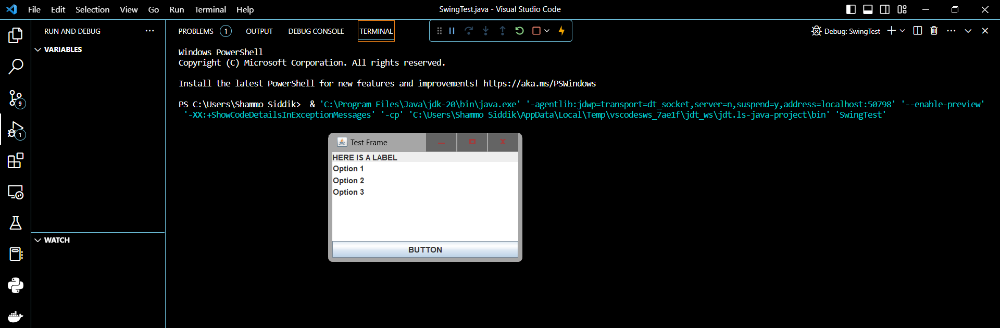 File Edit Selection View Go Run Terminal Help
SwingTest.java - Visual Studio Code
RUN AND DEBUG
PROBLEMS 1 OUTPUT DEBUG CONSOLE TERMINAL
Debug: SwingTest
VARIABLES
Windows PowerShell
Copyright (C) Microsoft Corporation. All rights reserved.
Install the latest PowerShell for new features and improvements! https://aka.ms/PSWindows
PS C:\Users\Shammo Siddik>  & 'C:\Program Files\Java\jdk-20\bin\java.exe' '-agentlib:jdwp=transport=dt_socket,server=n,suspend=y,address=localhost:50798' '--enable-preview'
'-XX:+ShowCodeDetailsInExceptionMessages' '-cp' 'C:\Users\Shammo Siddik\AppData\Local\Temp\vscodesws_7ae1f\jdt_ws\jdt.ls-java-project\bin' 'SwingTest'
9
1
Test Frame
HERE IS A LABEL
Option 1
Option 2
Option 3
BUTTON
WATCH